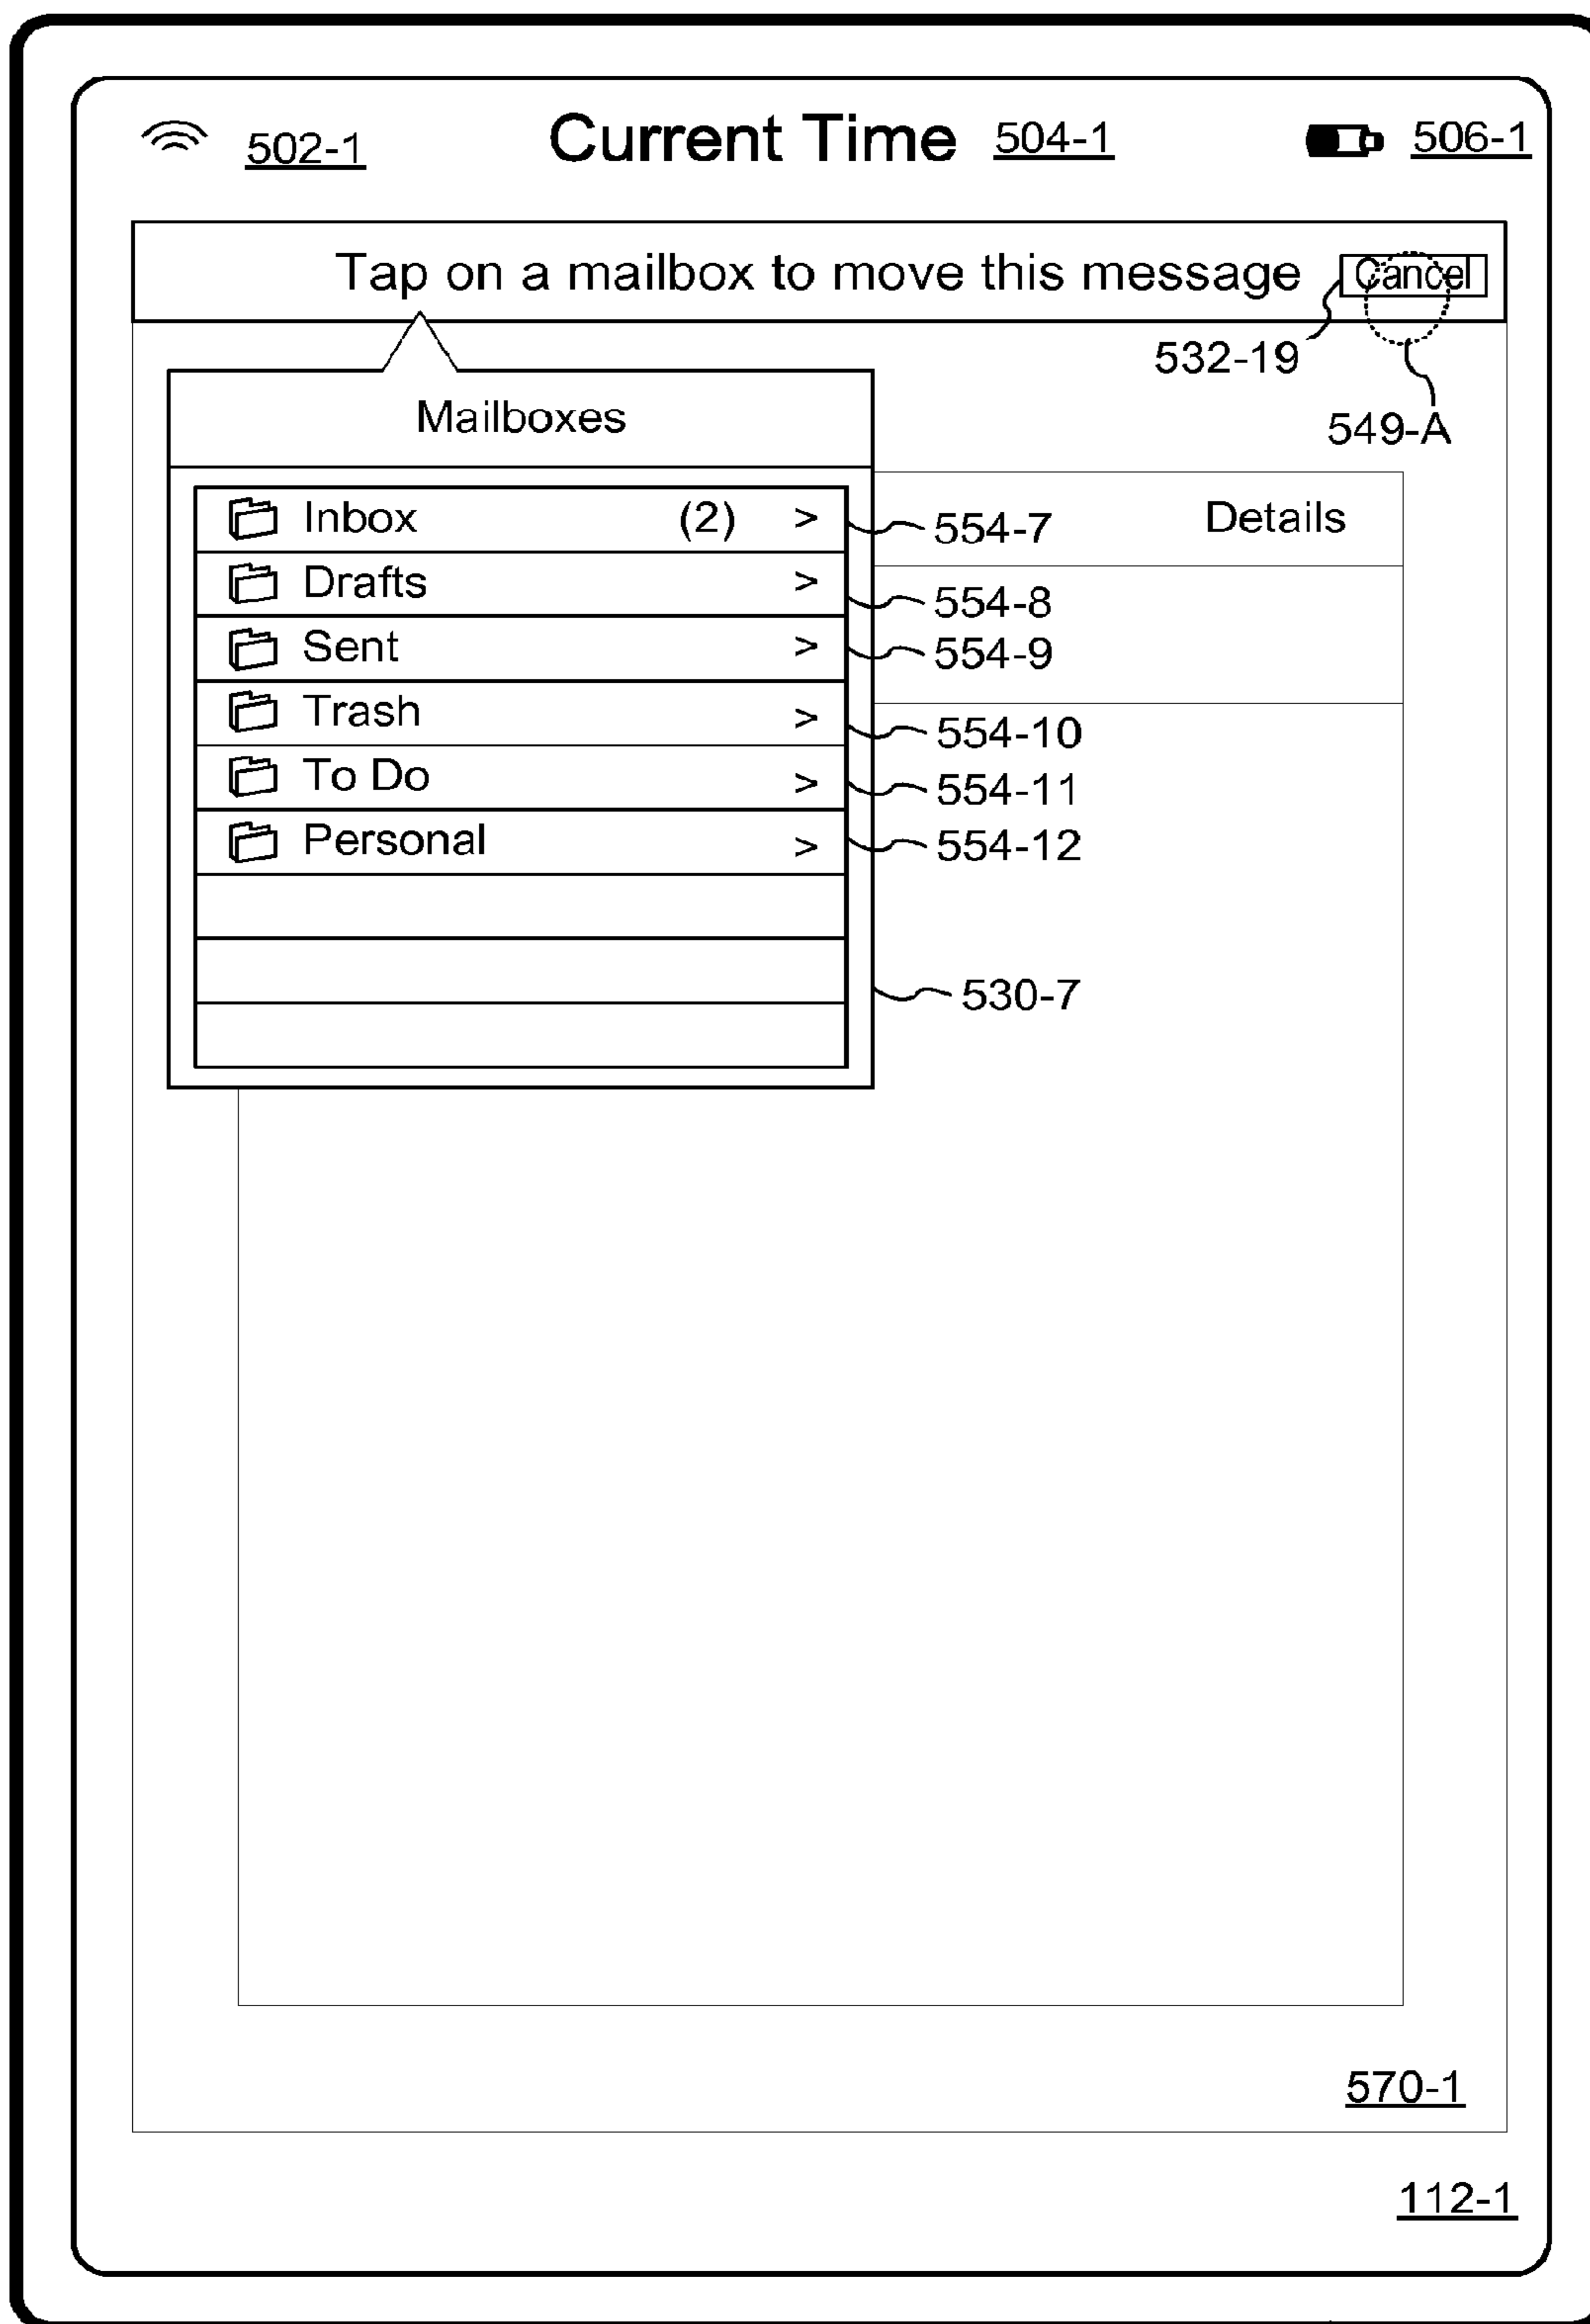 502-1 Current Time 504-1 506-1
Tap on a mailbox to move this message Cancel
532-19
549-A
Mailboxes
Inbox (2) > 554-7 Details
Drafts > 554-8
Sent > 554-9
Trash > 554-10
To Do > 554-11
Personal > 554-12
530-7
570-1
112-1